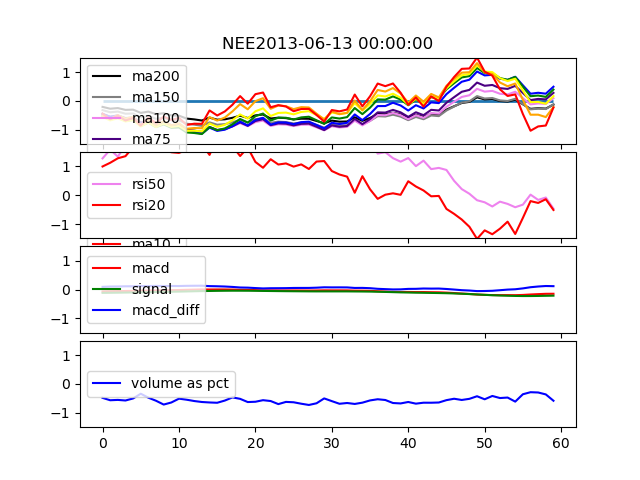 NEE2013-06-13 00:00:00
1
0
−1
ma200
ma150
ma100
ma75
1
0
−1
rsi50
rsi20
ma10
1
0
−1
macd
signal
macd_diff
1
0
−1
volume as pct
0 10 20 30 40 50 60